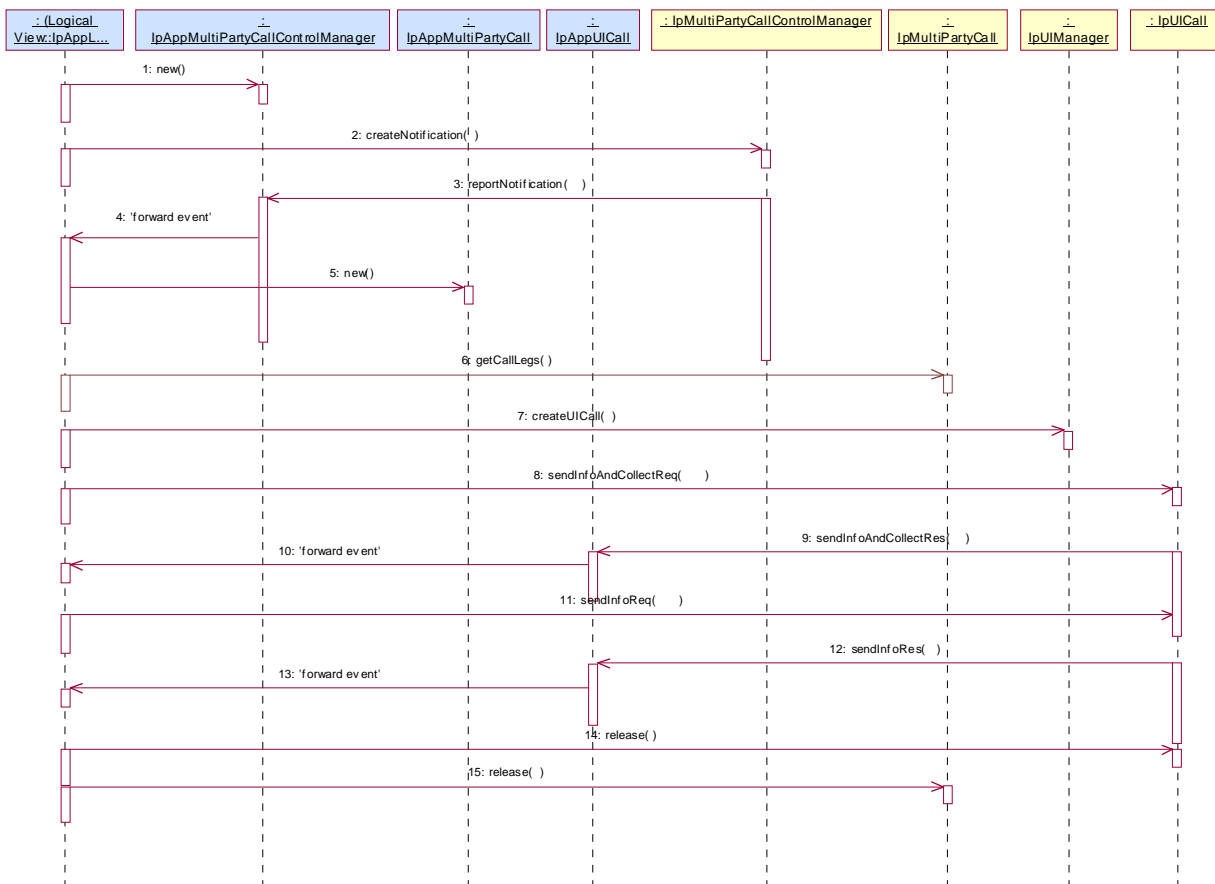 : (Logical
View::IpAppL...
:
IpAppMultiPartyCallControlManager
:
IpAppMultiPartyCall
:
IpAppUICall
: IpMultiPartyCallControlManager
:
IpMultiPartyCall
:
IpUIManager
: IpUICall
1: new()
2: createNotification( )
3: reportNotification( )
4: 'forward event'
5: new()
6: getCallLegs( )
7: createUICall( )
8: sendInfoAndCollectReq( )
9: sendInfoAndCollectRes( )
10: 'forward event'
11: sendInfoReq( )
12: sendInfoRes( )
13: 'forward event'
14: release( )
15: release( )